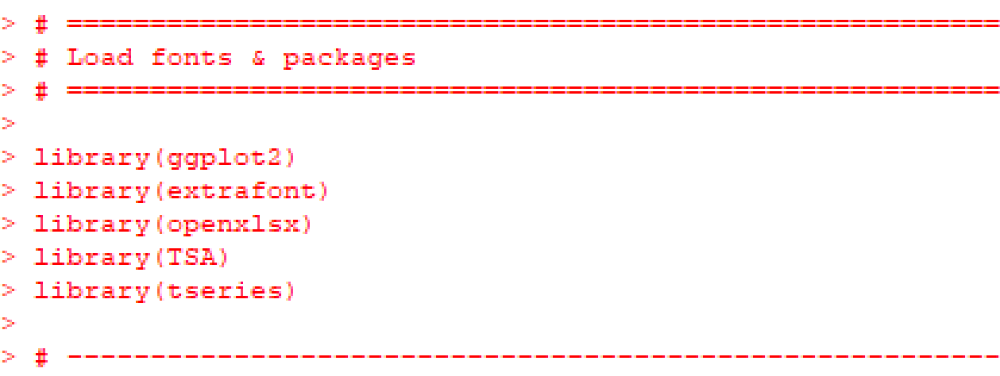 > # ========================================================
> # Load fonts & packages
> # ========================================================
>
> library(ggplot2)
> library(extrafont)
> library(openxlsx)
> library(TSA)
> library(tseries)
>
> # --------------------------------------------------------